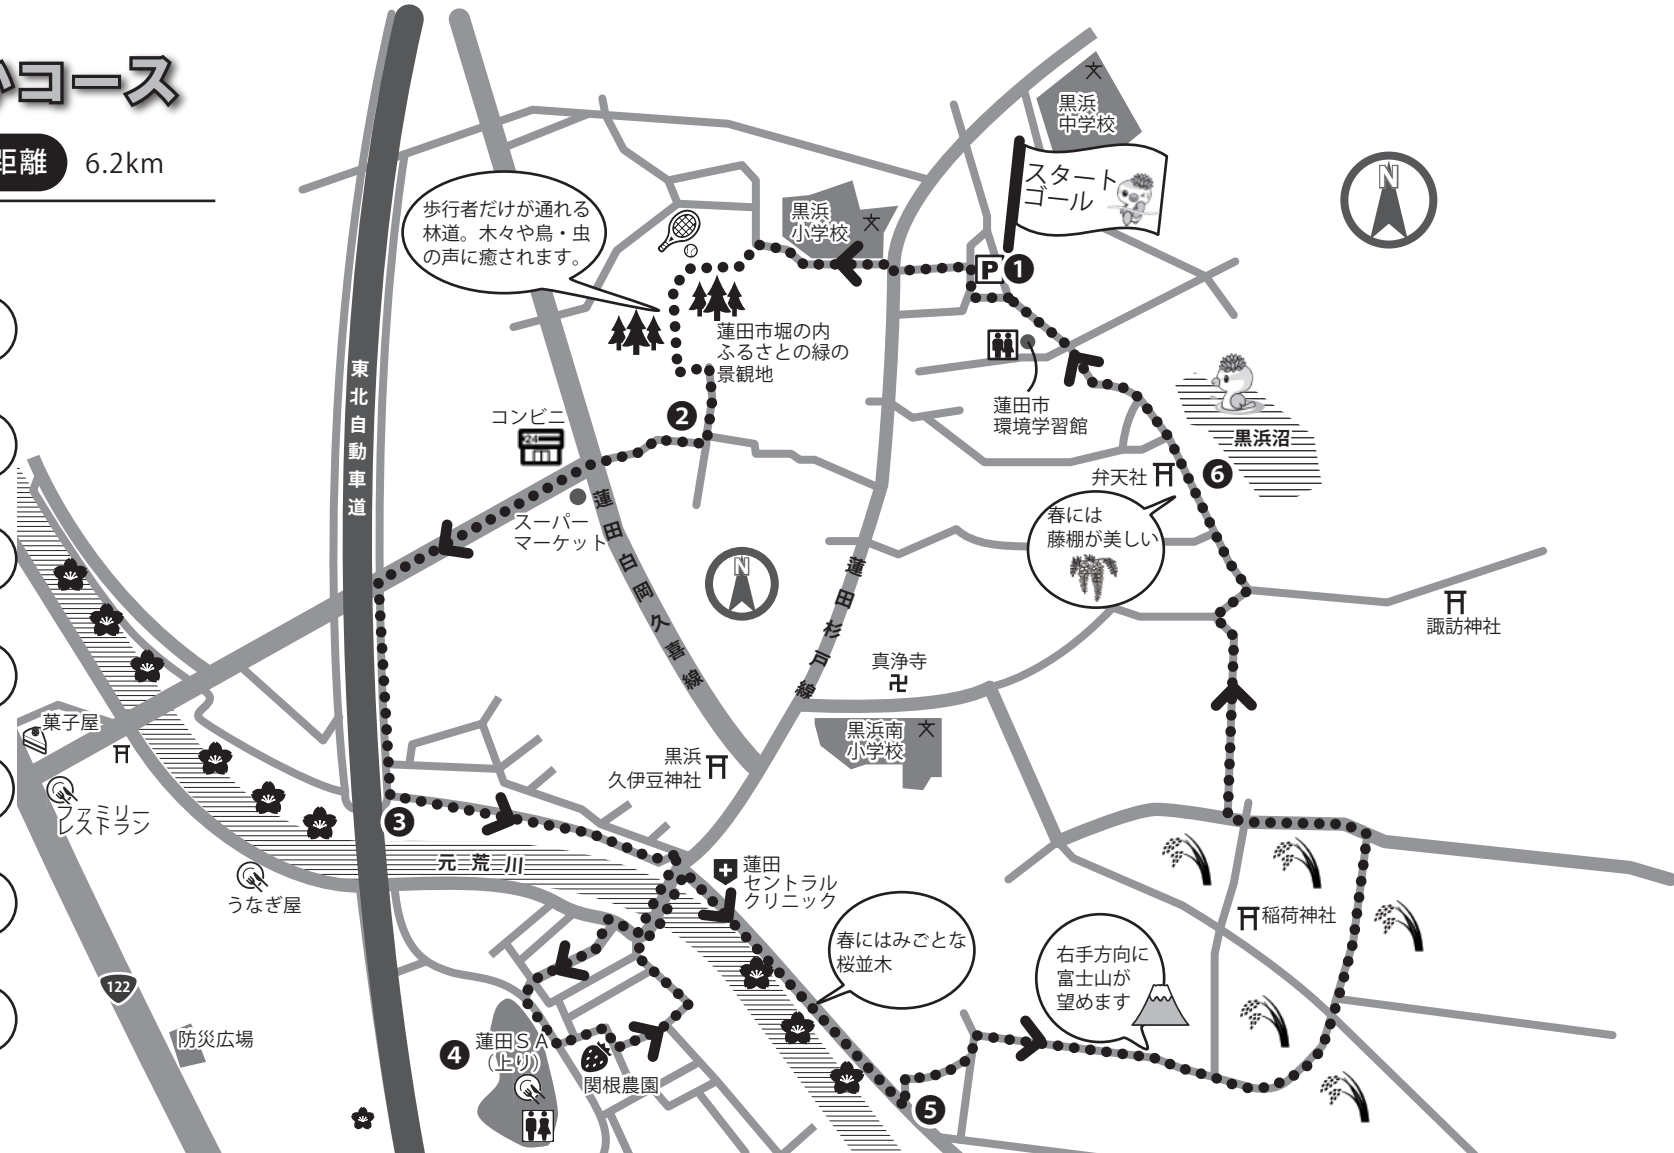 コース
距離 6.2km
黒浜
中学校
スタート
ゴール
N
歩行者だけが通れる
林道。木々や鳥・虫
の声に癒されます。
黒浜
小学校
P 1
蓮田市堀の内
ふるさとの緑の
景観地
東北自動車道
コンビニ
24
2
蓮田市
環境学習館
黒浜沼
弁天社
6
スーパー
マーケット
蓮田白岡久喜線
春には
藤棚が美しい
N
蓮田杉戸線
諏訪神社
真浄寺
菓子屋
黒浜南
小学校
黒浜
久伊豆神社
ファミリー
レストラン
3
元荒川
蓮田
セントラル
クリニック
うなぎ屋
稲荷神社
春にはみごとな
桜並木
右手方向に
富士山が
望めます
122
防災広場
4
蓮田SA
(上り)
関根農園
5